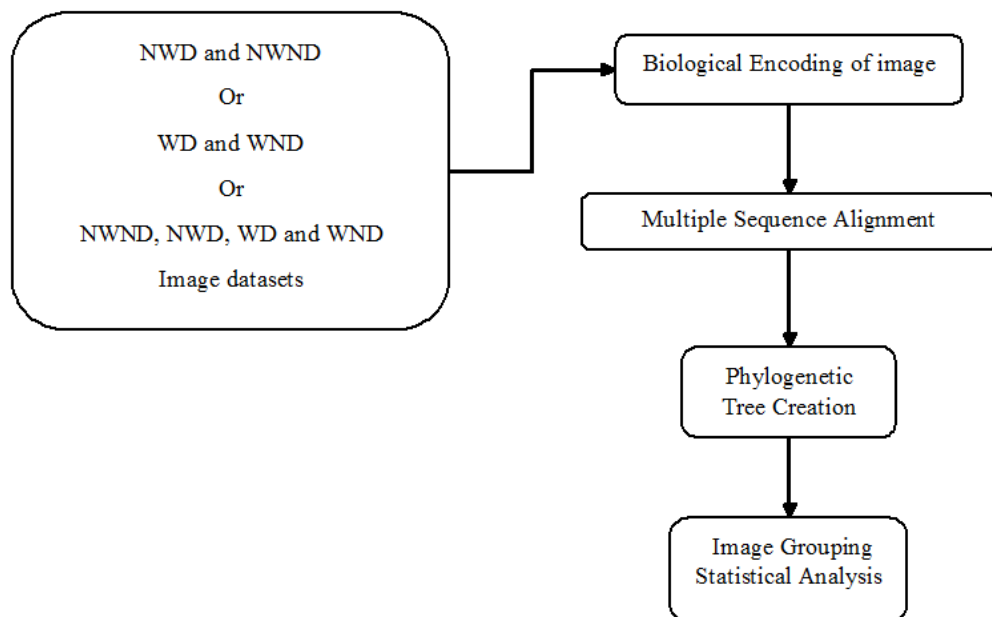 NWD and NWND
Or
WD and WND
Or
NWND, NWD, WD and WND
Image datasets
Biological Encoding of image
Multiple Sequence Alignment
Phylogenetic
Tree Creation
Image Grouping
Statistical Analysis